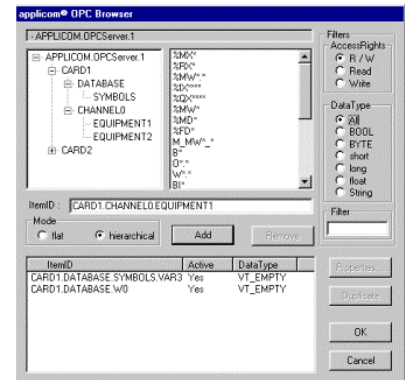 applicom® OPC Browser
- APPLICOM.OPCServer.1
APPLICOM.OPCServer.1
CARD1
DATABASE
SYMBOLS
CHANNEL0
EQUIPMENT1
EQUIPMENT2
CARD2
%MX*
%RX*
%MW*.*
%IX****
%QX****
%MW*
%MD*
%FD*
M_MW*_*
B*
O*.*
W*.*
BI*
Filters
AccessRights
R / W
Read
Write
DataType
All
BOOL
BYTE
short
long
float
String
Filter
ItemID : CARD1.CHANNEL0.EQUIPMENT1
Mode
flat hierarchical
Add
Remove
ItemID Active DataType
CARD1.DATABASE.SYMBOLS.VAR3 Yes VT_EMPTY
CARD1.DATABASE.W0 Yes VT_EMPTY
Properties...
Duplicate
OK
Cancel